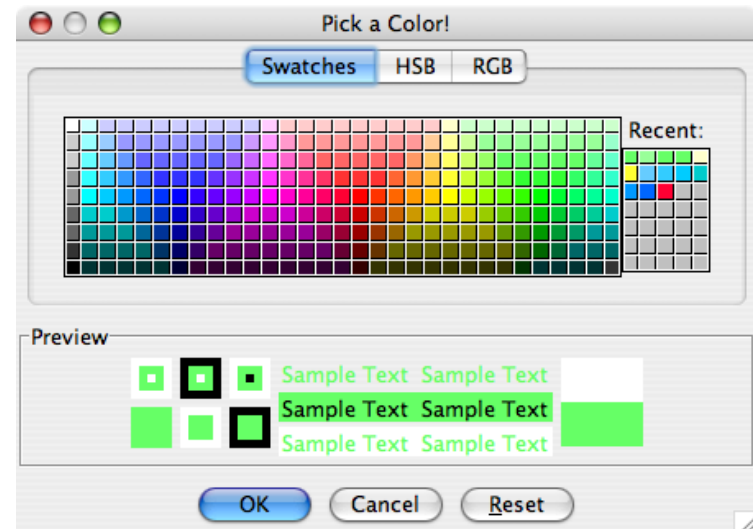 Pick a Color!
Swatches HSB RGB
Recent:
Preview
Sample Text Sample Text
Sample Text Sample Text
Sample Text Sample Text
OK Cancel Reset